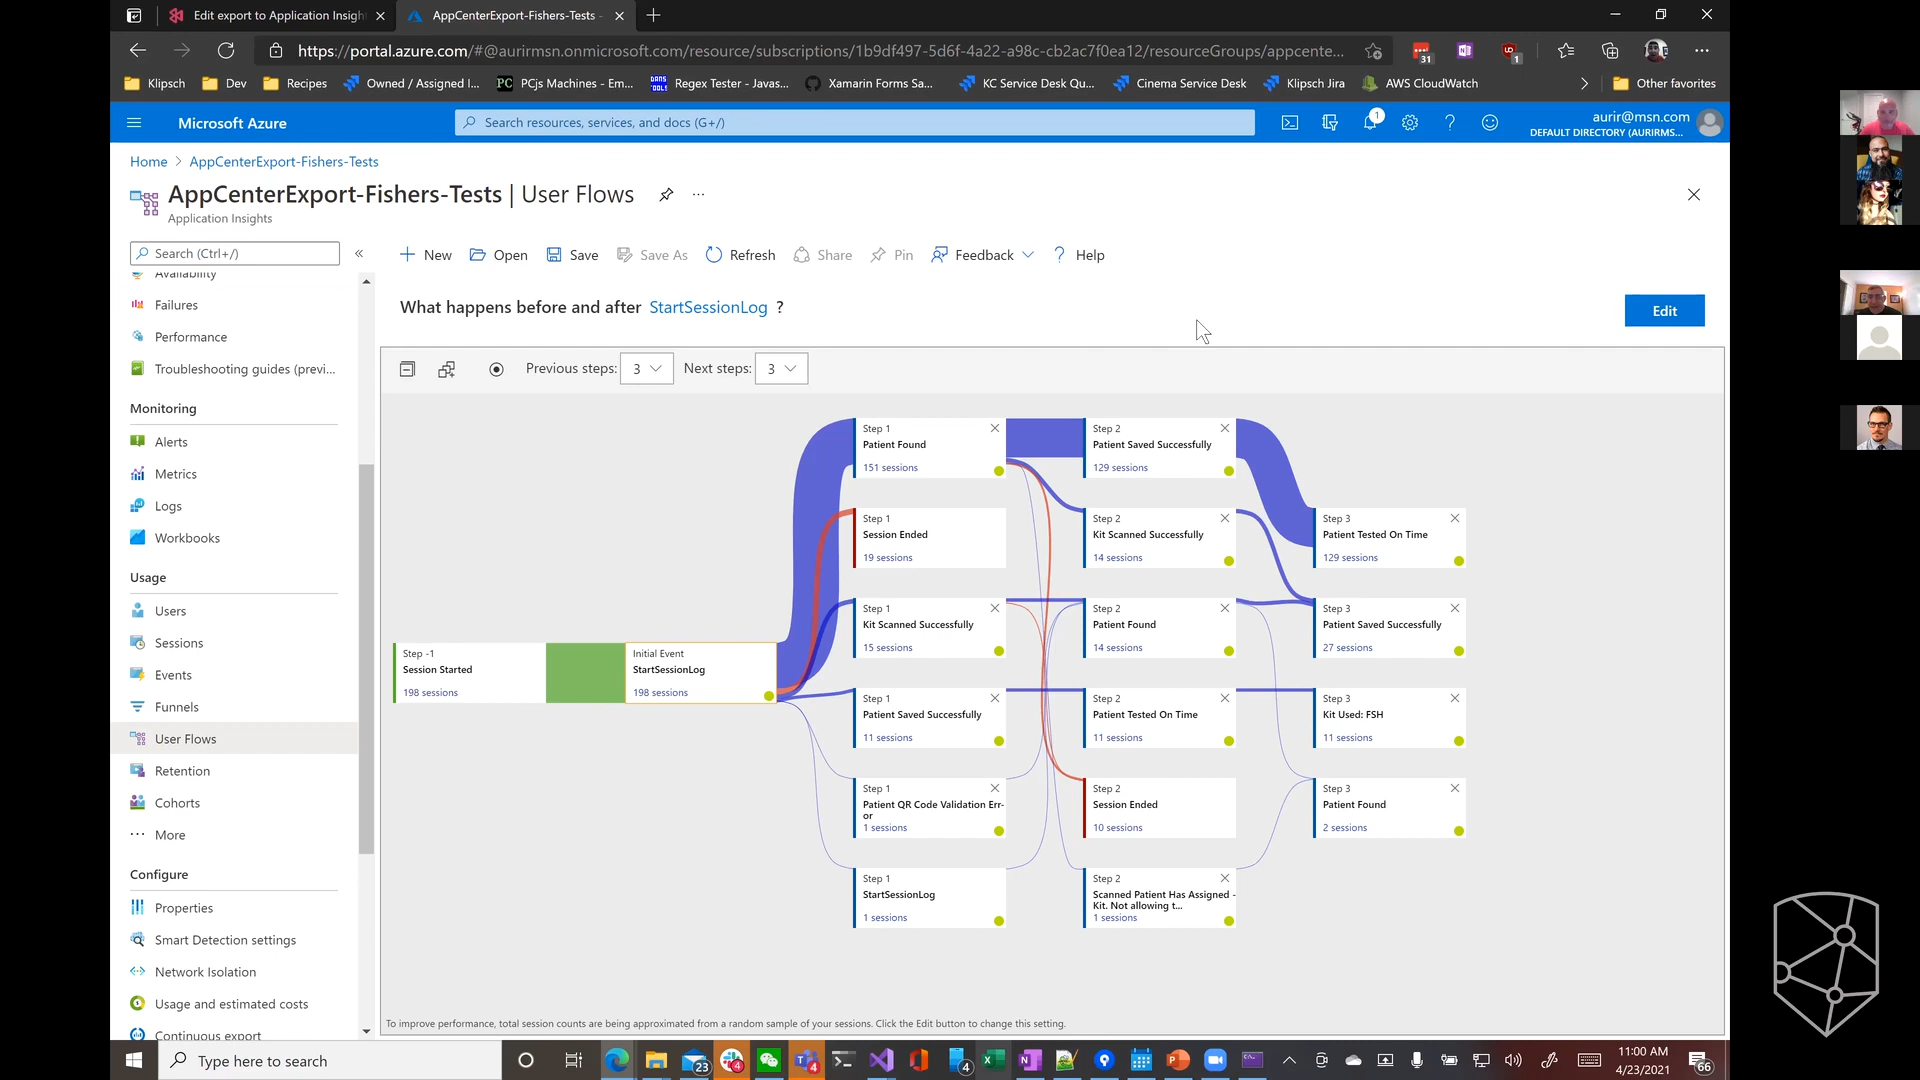 Edit export to Application Insigh
AppCenterExport-Fishers-Tests -
https://portal.azure.com/#@aurirmsn.onmicrosoft.com/resource/subscriptions/1b9df497-5d6f-4a22-a98c-cb2ac7f0ea12/resourceGroups/appcente...
31
1
Klipsch
Dev
Recipes
Owned / Assigned I...
PCjs Machines - Em...
Regex Tester - Javas...
Xamarin Forms Sa...
KC Service Desk Qu...
Cinema Service Desk
Klipsch Jira
AWS CloudWatch
Other favorites
Microsoft Azure
Search resources, services, and docs (G+/)
1
aurir@msn.com
DEFAULT DIRECTORY (AURIRMS...
Home > AppCenterExport-Fishers-Tests
AppCenterExport-Fishers-Tests | User Flows
Application Insights
Search (Ctrl+/)
New
Open
Save
Save As
Refresh
Share
Pin
Feedback
Help
Availability
Failures
Performance
Troubleshooting guides (previ...
Monitoring
Alerts
Metrics
Logs
Workbooks
Usage
Users
Sessions
Events
Funnels
User Flows
Retention
Cohorts
More
Configure
Properties
Smart Detection settings
Network Isolation
Usage and estimated costs
Continuous export
What happens before and after StartSessionLog ?
Edit
Previous steps: 3
Next steps: 3
Step -1
Session Started
198 sessions
Initial Event
StartSessionLog
198 sessions
Step 1
Patient Found
151 sessions
Step 1
Session Ended
19 sessions
Step 1
Kit Scanned Successfully
15 sessions
Step 1
Patient Saved Successfully
11 sessions
Step 1
Patient QR Code Validation Err-
or
1 sessions
Step 1
StartSessionLog
1 sessions
Step 2
Patient Saved Successfully
129 sessions
Step 2
Kit Scanned Successfully
14 sessions
Step 2
Patient Found
14 sessions
Step 2
Patient Tested On Time
11 sessions
Step 2
Session Ended
10 sessions
Step 2
Scanned Patient Has Assigned -
Kit. Not allowing t...
1 sessions
Step 3
Patient Tested On Time
129 sessions
Step 3
Patient Saved Successfully
27 sessions
Step 3
Kit Used: FSH
11 sessions
Step 3
Patient Found
2 sessions
To improve performance, total session counts are being approximated from a random sample of your sessions. Click the Edit button to change this setting.
Type here to search
23
4
4
4
11:00 AM
4/23/2021
66